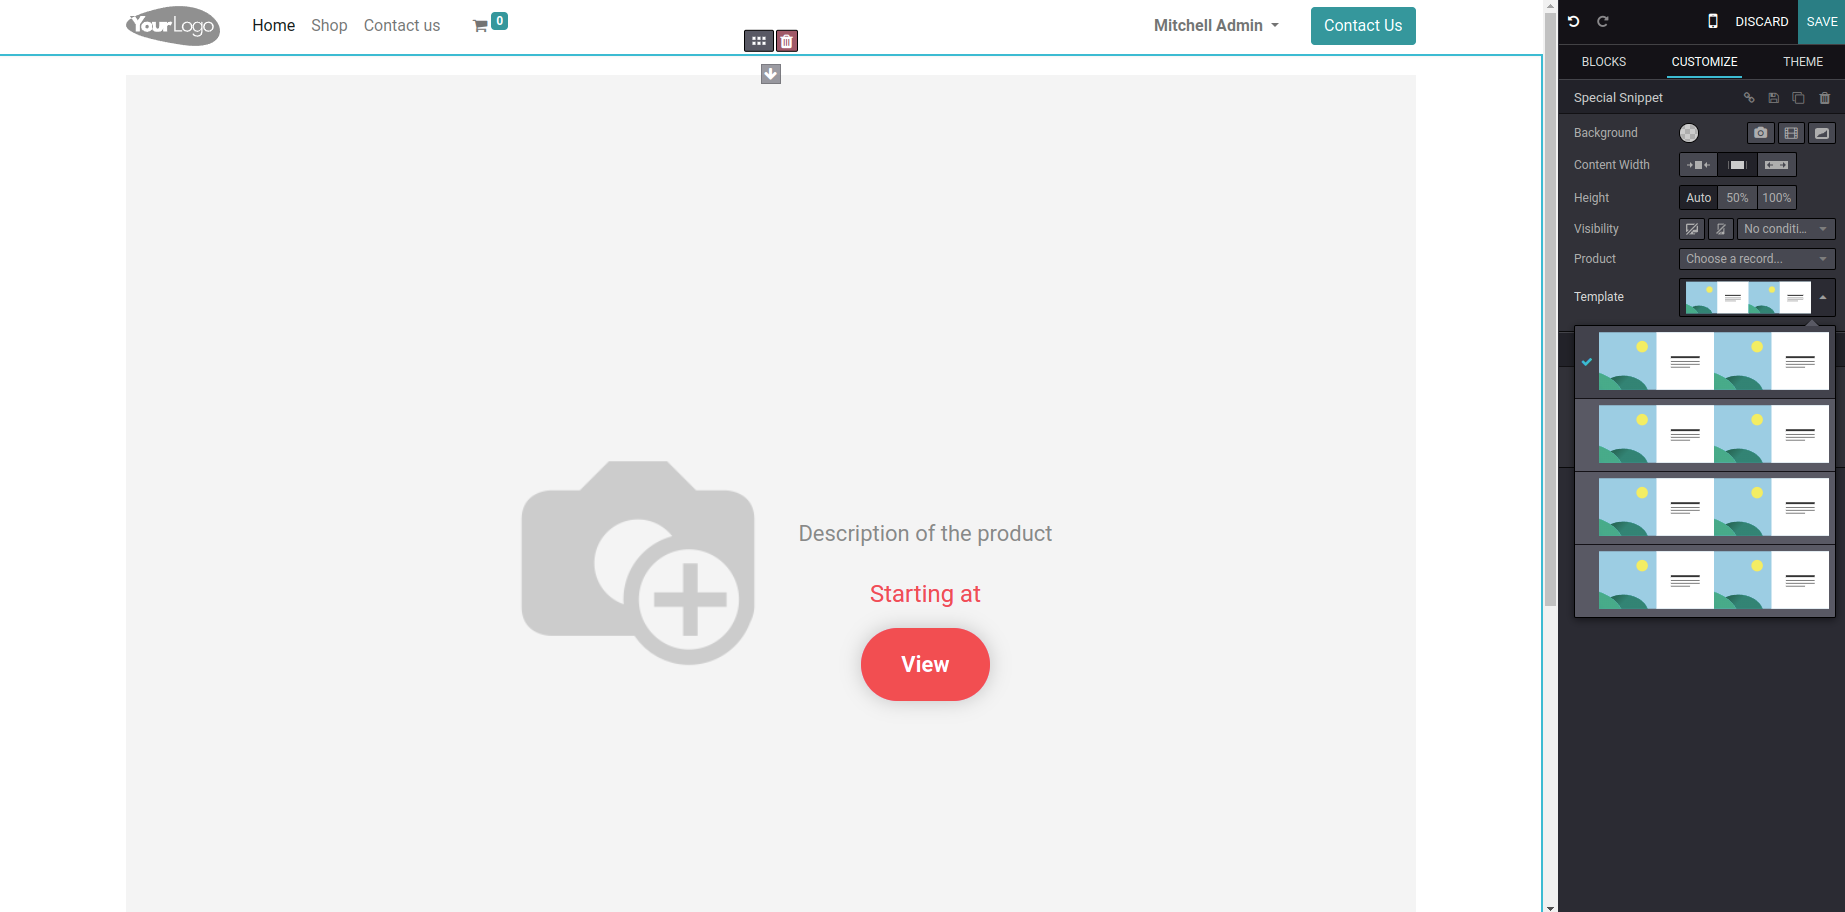 YourLogo
Home
Shop
Contact us
0
Mitchell Admin
Contact Us
DISCARD
SAVE
BLOCKS
CUSTOMIZE
THEME
Special Snippet
Background
Content Width
Height
Auto
50%
100%
Visibility
No conditi...
Product
Choose a record...
Template
Description of the product
Starting at
View